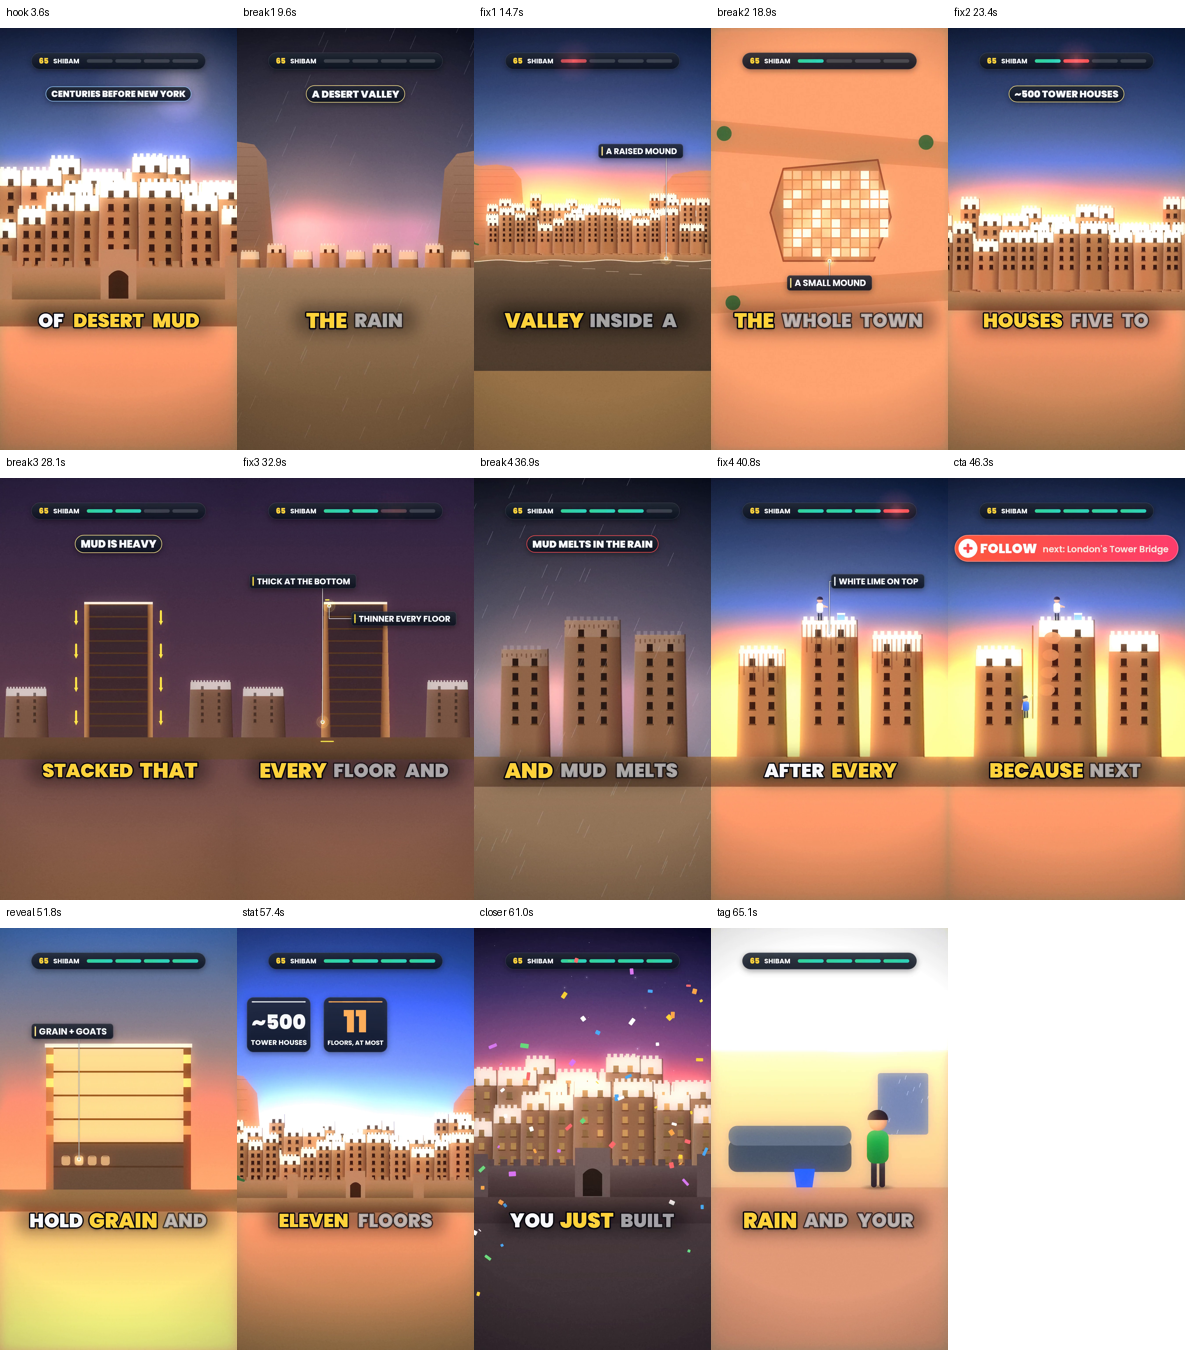 hook 3.6s
65 SHIBAM
CENTURIES BEFORE NEW YORK
OF DESERT MUD
break1 9.6s
65 SHIBAM
A DESERT VALLEY
THE RAIN
fix1 14.7s
65 SHIBAM
A RAISED MOUND
VALLEY INSIDE A
break2 18.9s
65 SHIBAM
A SMALL MOUND
THE WHOLE TOWN
fix2 23.4s
65 SHIBAM
~500 TOWER HOUSES
HOUSES FIVE TO
break3 28.1s
65 SHIBAM
MUD IS HEAVY
STACKED THAT
fix3 32.9s
65 SHIBAM
THICK AT THE BOTTOM
THINNER EVERY FLOOR
EVERY FLOOR AND
break4 36.9s
65 SHIBAM
MUD MELTS IN THE RAIN
AND MUD MELTS
fix4 40.8s
65 SHIBAM
WHITE LIME ON TOP
AFTER EVERY
cta 46.3s
65 SHIBAM
FOLLOW next: London's Tower Bridge
BECAUSE NEXT
reveal 51.8s
65 SHIBAM
GRAIN + GOATS
HOLD GRAIN AND
stat 57.4s
65 SHIBAM
~500
TOWER HOUSES
11
FLOORS, AT MOST
ELEVEN FLOORS
closer 61.0s
65 SHIBAM
YOU JUST BUILT
tag 65.1s
65 SHIBAM
RAIN AND YOUR